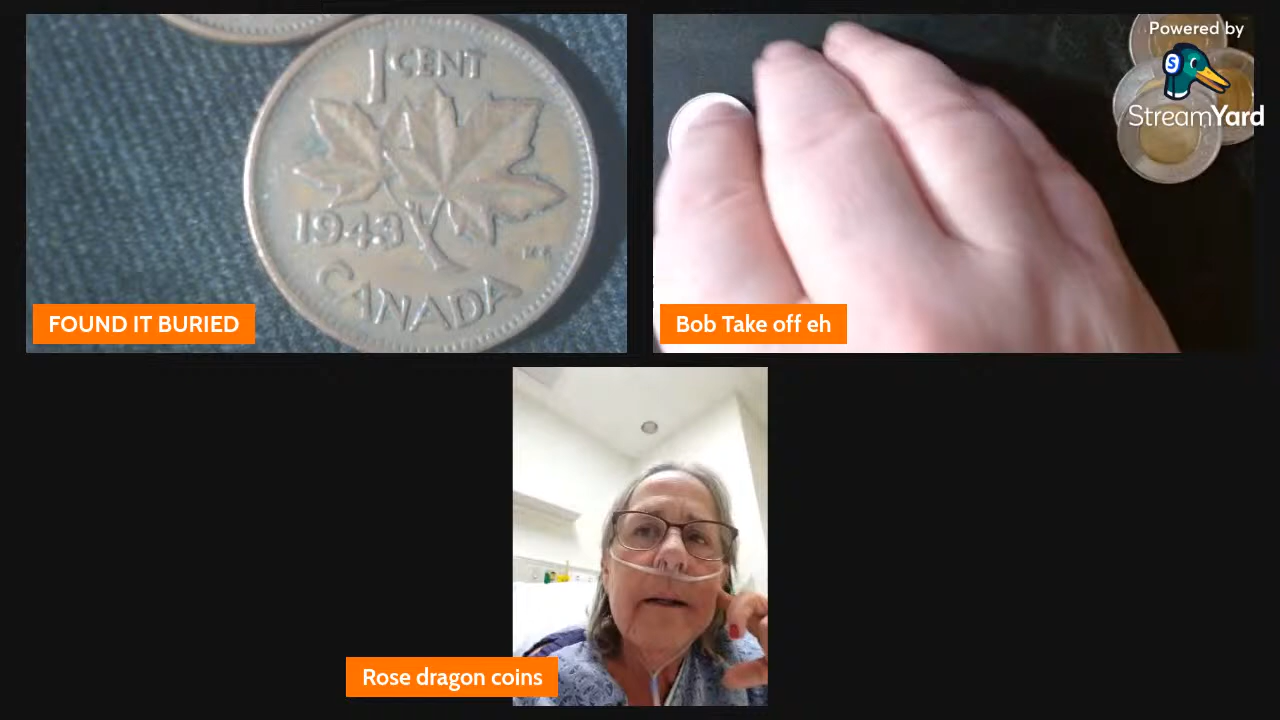 1 CENT
1943
K G
CANADA
FOUND IT BURIED
Bob Take off eh
Powered by
S
StreamYard
Rose dragon coins